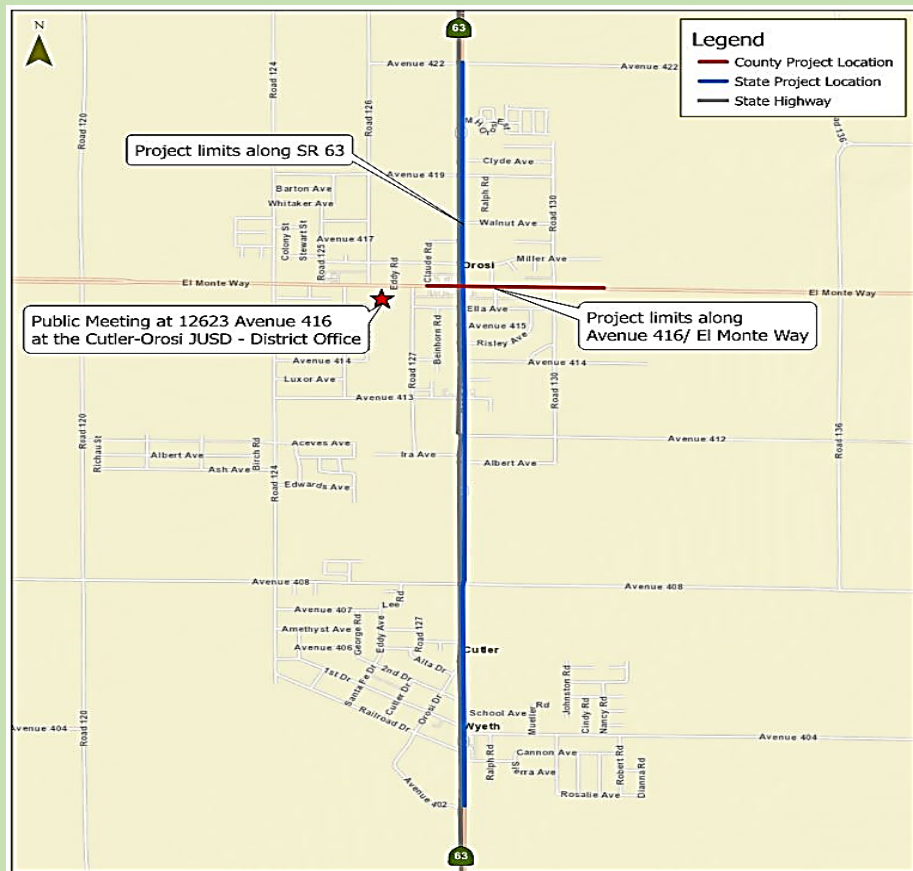 N
63
Legend
County Project Location
State Project Location
State Highway
Avenue 422
Avenue 422
Road 120
Road 124
Road 126
Project limits along SR 63
Clyde Ave
Avenue 419
Barton Ave
Whitaker Ave
Ralph Rd
Road 130
Walnut Ave
Colony St
Stewart St
Road 125
Avenue 417
Eddy Rd
Claude Rd
Orosi
Miller Ave
El Monte Way
El Monte Way
Public Meeting at 12623 Avenue 416
at the Cutler-Orosi JUSD - District Office
Project limits along
Avenue 416/ El Monte Way
Ella Ave
Avenue 415
Risley Ave
Beinhorn Rd
Road 127
Avenue 414
Avenue 414
Luxor Ave
Avenue 413
Road 130
Road 120
Richau St
Birch Rd
Road 124
Aceves Ave
Albert Ave
Ash Ave
Edwards Ave
Ira Ave
Albert Ave
Avenue 412
Road 136
Avenue 408
Avenue 408
Avenue 407
Lee Rd
Amethyst Ave
George Rd
Eddy Ave
Road 127
Avenue 406
Cutler
Alta Dr
1st Dr
2nd Dr
Santa Fe Dr
Cutler Dr
Orosi Dr
Railroad Dr
School Ave
Mueller Rd
Johnston Rd
Cindy Rd
Nancy Rd
Wyeth
Avenue 404
Avenue 404
Road 120
Ralph Rd
Cannon Ave
Robert Rd
Dianna Rd
Rosalie Ave
Avenue 402
63